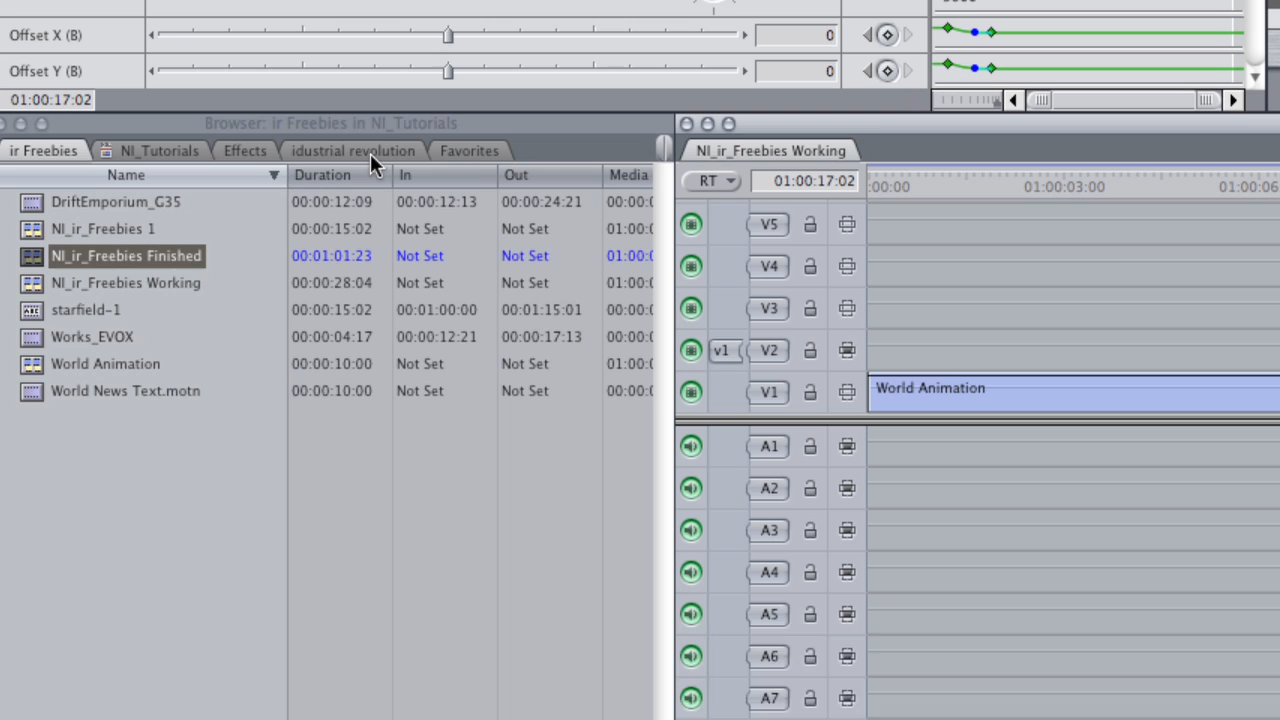 Offset X (B) 0
Offset Y (B) 0
01:00:17:02
Browser: ir Freebies in NI_Tutorials
ir Freebies NI_Tutorials Effects idustrial revolution Favorites
Name Duration In Out Media
DriftEmporium_G35 00:00:12:09 00:00:12:13 00:00:24:21 00:00:
NI_ir_Freebies 1 00:00:15:02 Not Set Not Set 01:00:
NI_ir_Freebies Finished 00:01:01:23 Not Set Not Set 01:00:
NI_ir_Freebies Working 00:00:28:04 Not Set Not Set 01:00:
starfield-1 00:00:15:02 00:01:00:00 00:01:15:01 00:00:
Works_EVOX 00:00:04:17 00:00:12:21 00:00:17:13 00:00:
World Animation 00:00:10:00 Not Set Not Set 01:00:
World News Text.motn 00:00:10:00 Not Set Not Set 00:00:
NI_ir_Freebies Working
RT 01:00:17:02 :00:00 01:00:03:00 01:00:06
V5
V4
V3
v1 V2
V1 World Animation
A1
A2
A3
A4
A5
A6
A7